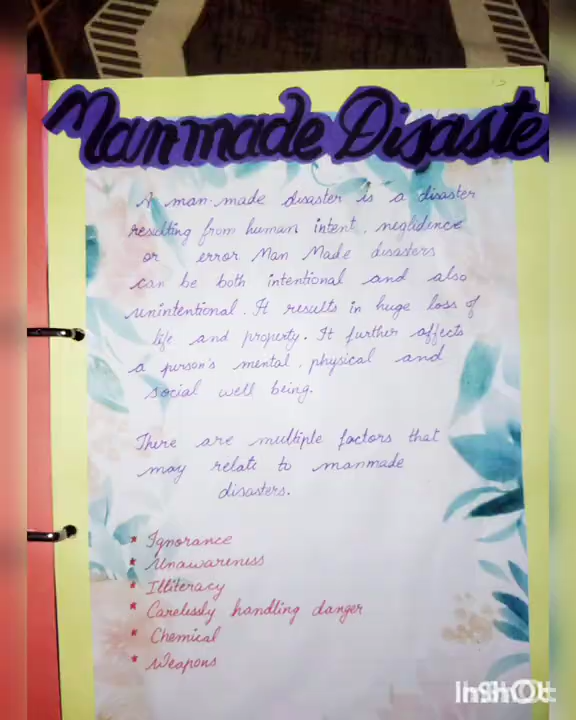 Manmade Disaste
A man-made disaster is a disaster
resulting from human intent, neglidence
or error Man Made disasters
can be both intentional and also
unintentional. It results in huge loss of
life and property. It further affects
a person's mental, physical and
social well being.
There are multiple factors that
may relate to manmade
disasters.
* Ignorance
* Unawareness
* Illiteracy
* Carelessly handling danger
* Chemical
* Weapons
InShOt